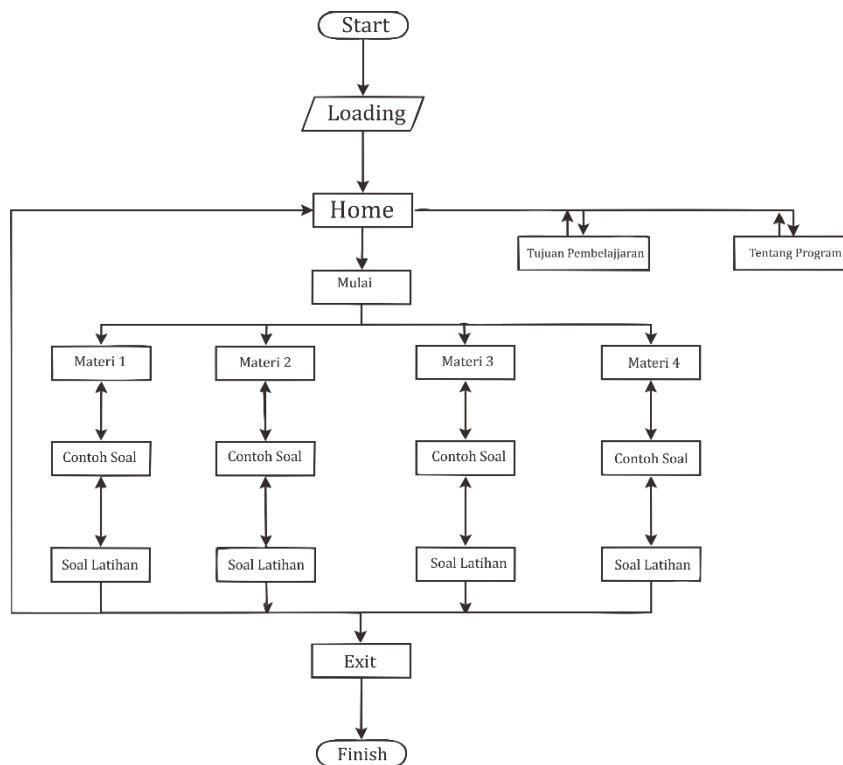 Start
Loading
Home
Tujuan Pembelajjaran
Tentang Program
Mulai
Materi 1
Materi 2
Materi 3
Materi 4
Contoh Soal
Contoh Soal
Contoh Soal
Contoh Soal
Soal Latihan
Soal Latihan
Soal Latihan
Soal Latihan
Exit
Finish